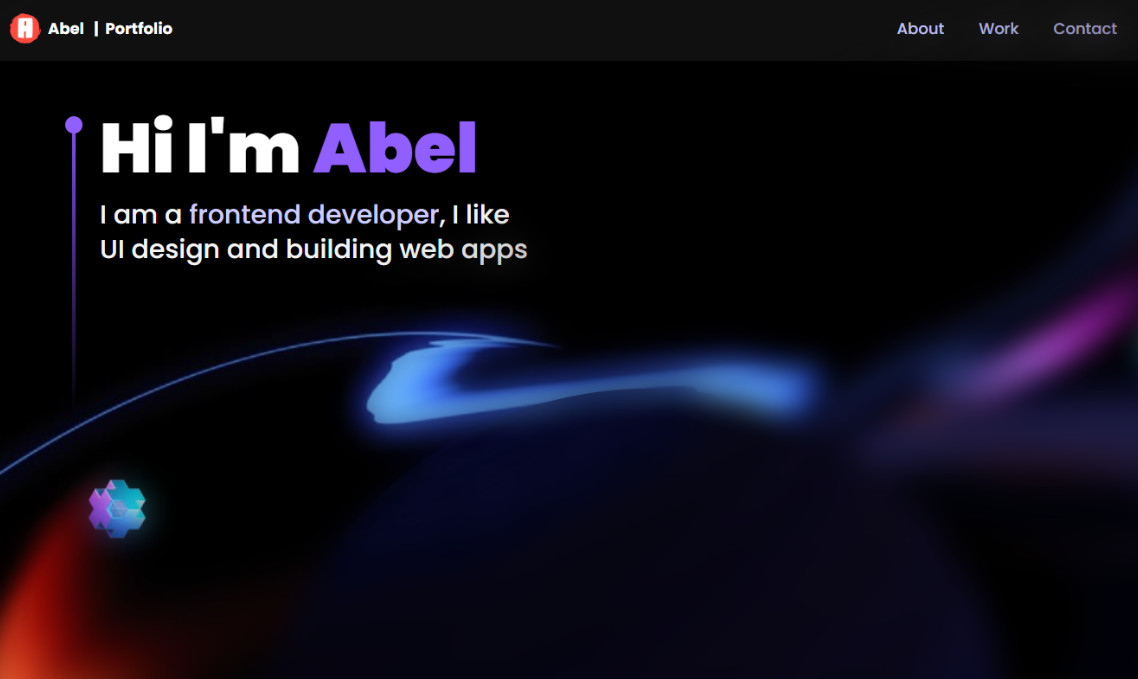 A Abel | Portfolio About Work Contact
Hi I'm Abel
I am a frontend developer, I like
UI design and building web apps